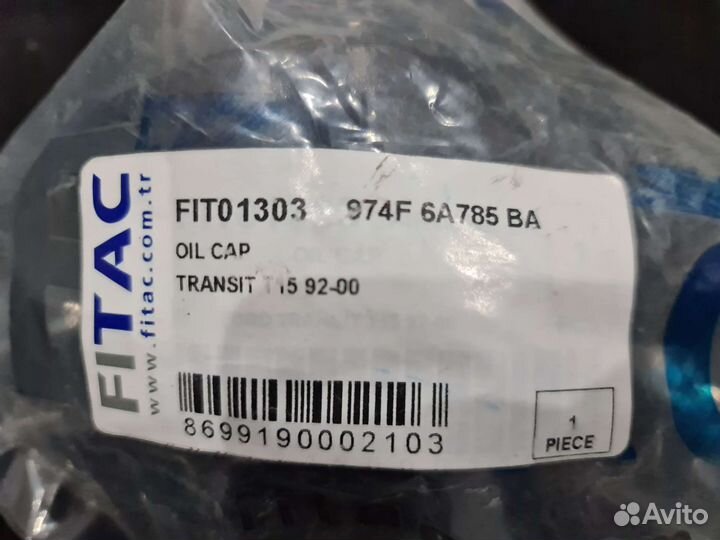 FITAC
www.fitac.com.tr
FIT01303 974F 6A785 BA
OIL CAP
TRANSIT T15 92-00
8699190002103
1
PIECE
Avito